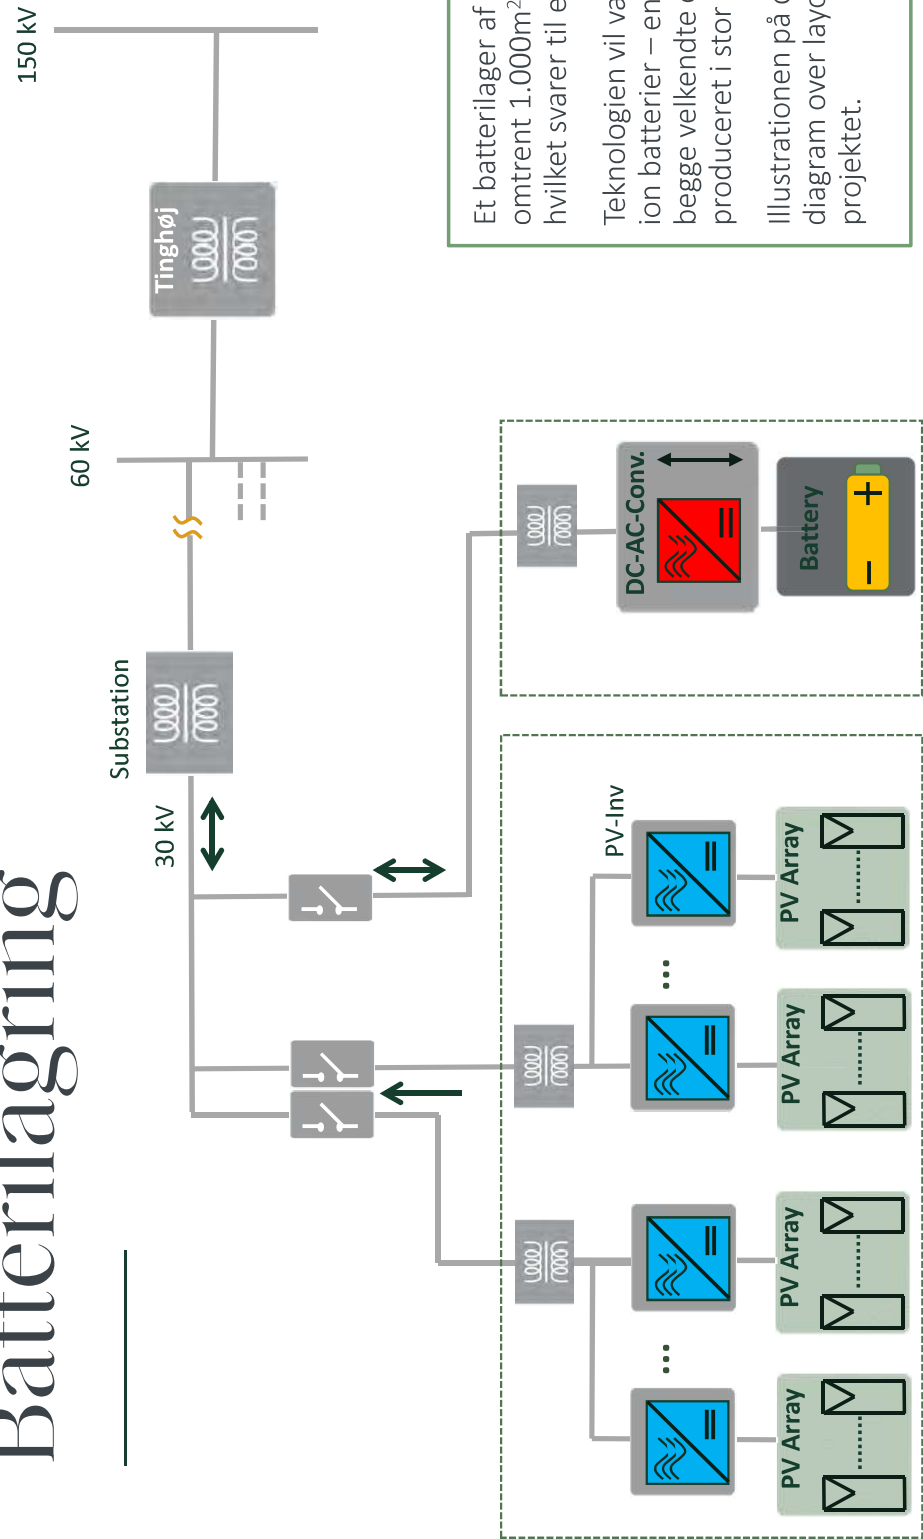 Batterilagring
150 kV
Tinghøj
60 kV
Substation
30 kV
DC-AC-Conv.
Battery
PV-Inv
...
...
PV Array
PV Array
PV Array
PV Array
Et batterilager af
omtrent 1.000m²
hvilket svarer til e
Teknologien vil va
ion batterier – en
begge velkendte
produceret i stor
Illustrationen på
diagram over layo
projektet.